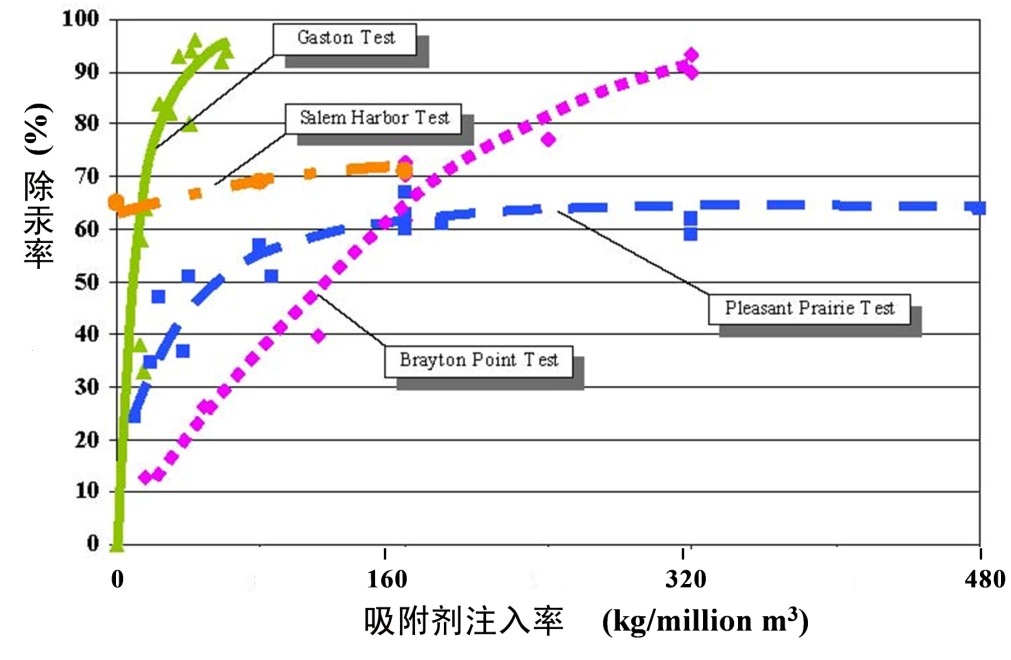 100
90
80
70
60
50
40
30
20
10
0
(%)
除汞率
Gaston Test
Salem Harbor Test
Pleasant Prairie Test
Brayton Point Test
0 160 320 480
吸附剂注入率 (kg/million m³)